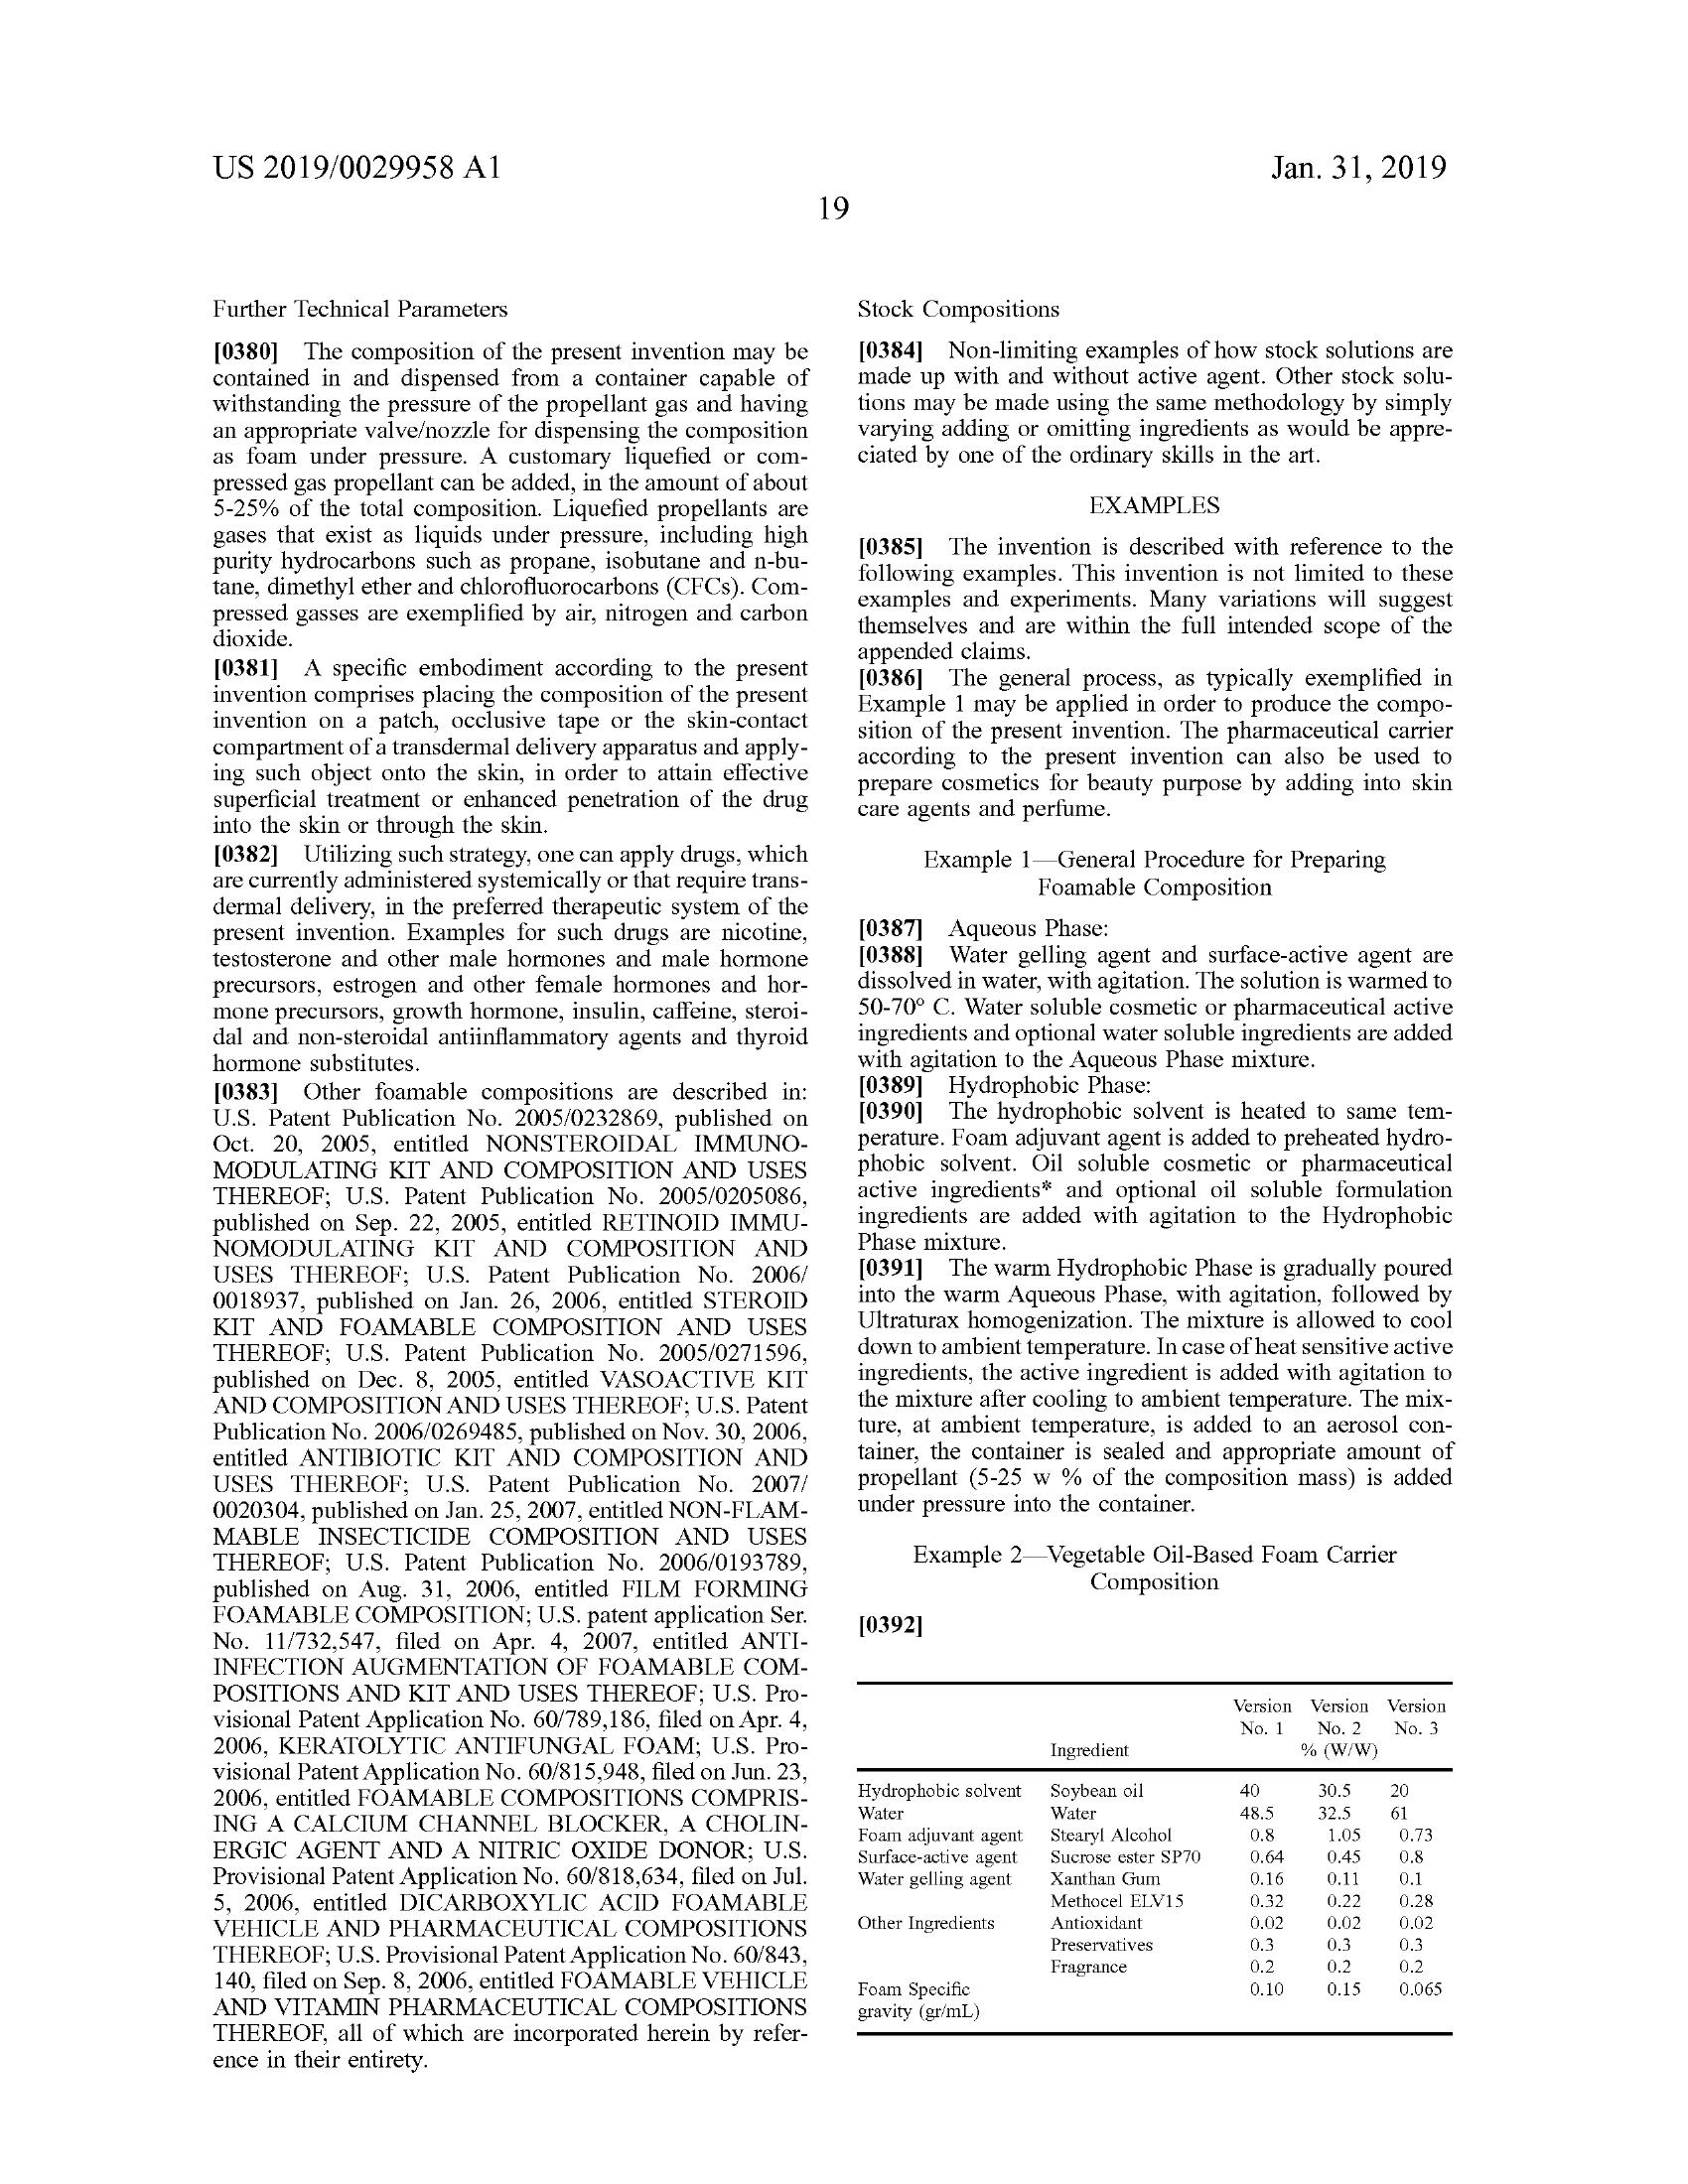 US 2019/0029958 A1
Jan. 31, 2019
19
Further Technical Parameters
[0380] The composition of the present invention may be
contained in and dispensed from a container capable of
withstanding the pressure of the propellant gas and having
an appropriate valve/nozzle for dispensing the composition
as foam under pressure. A customary liquefied or com-
pressed gas propellant can be added, in the amount of about
5-25% of the total composition. Liquefied propellants are
gases that exist as liquids under pressure, including high
purity hydrocarbons such as propane, isobutane and n-bu-
tane, dimethyl ether and chlorofluorocarbons (CFCs). Com-
pressed gasses are exemplified by air, nitrogen and carbon
dioxide.
[0381] A specific embodiment according to the present
invention comprises placing the composition of the present
invention on a patch, occlusive tape or the skin-contact
compartment of a transdermal delivery apparatus and apply-
ing such object onto the skin, in order to attain effective
superficial treatment or enhanced penetration of the drug
into the skin or through the skin.
[0382] Utilizing such strategy, one can apply drugs, which
are currently administered systemically or that require trans-
dermal delivery, in the preferred therapeutic system of the
present invention. Examples for such drugs are nicotine,
testosterone and other male hormones and male hormone
precursors, estrogen and other female hormones and hor-
mone precursors, growth hormone, insulin, caffeine, steroi-
dal and non-steroidal antiinflammatory agents and thyroid
hormone substitutes.
[0383] Other foamable compositions are described in:
U.S. Patent Publication No. 2005/0232869, published on
Oct. 20, 2005, entitled NONSTEROIDAL IMMUNO-
MODULATING KIT AND COMPOSITION AND USES
THEREOF; U.S. Patent Publication No. 2005/0205086,
published on Sep. 22, 2005, entitled RETINOID IMMU-
NOMODULATING KIT AND COMPOSITION AND
USES THEREOF; U.S. Patent Publication No. 2006/
0018937, published on Jan. 26, 2006, entitled STEROID
KIT AND FOAMABLE COMPOSITION AND USES
THEREOF; U.S. Patent Publication No. 2005/0271596,
published on Dec. 8, 2005, entitled VASOACTIVE KIT
AND COMPOSITION AND USES THEREOF; U.S. Patent
Publication No. 2006/0269485, published on Nov. 30, 2006,
entitled ANTIBIOTIC KIT AND COMPOSITION AND
USES THEREOF; U.S. Patent Publication No. 2007/
0020304, published on Jan. 25, 2007, entitled NON-FLAM-
MABLE INSECTICIDE COMPOSITION AND USES
THEREOF; U.S. Patent Publication No. 2006/0193789,
published on Aug. 31, 2006, entitled FILM FORMING
FOAMABLE COMPOSITION; U.S. patent application Ser.
No. 11/732,547, filed on Apr. 4, 2007, entitled ANTI-
INFECTION AUGMENTATION OF FOAMABLE COM-
POSITIONS AND KIT AND USES THEREOF; U.S. Pro-
visional Patent Application No. 60/789,186, filed on Apr. 4,
2006, KERATOLYTIC ANTIFUNGAL FOAM; U.S. Pro-
visional Patent Application No. 60/815,948, filed on Jun. 23,
2006, entitled FOAMABLE COMPOSITIONS COMPRIS-
ING A CALCIUM CHANNEL BLOCKER, A CHOLIN-
ERGIC AGENT AND A NITRIC OXIDE DONOR; U.S.
Provisional Patent Application No. 60/818,634, filed on Jul.
5, 2006, entitled DICARBOXYLIC ACID FOAMABLE
VEHICLE AND PHARMACEUTICAL COMPOSITIONS
THEREOF; U.S. Provisional Patent Application No. 60/843,
140, filed on Sep. 8, 2006, entitled FOAMABLE VEHICLE
AND VITAMIN PHARMACEUTICAL COMPOSITIONS
THEREOF, all of which are incorporated herein by refer-
ence in their entirety.
Stock Compositions
[0384] Non-limiting examples of how stock solutions are
made up with and without active agent. Other stock solu-
tions may be made using the same methodology by simply
varying adding or omitting ingredients as would be appre-
ciated by one of the ordinary skills in the art.
EXAMPLES
[0385] The invention is described with reference to the
following examples. This invention is not limited to these
examples and experiments. Many variations will suggest
themselves and are within the full intended scope of the
appended claims.
[0386] The general process, as typically exemplified in
Example 1 may be applied in order to produce the compo-
sition of the present invention. The pharmaceutical carrier
according to the present invention can also be used to
prepare cosmetics for beauty purpose by adding into skin
care agents and perfume.
Example 1—General Procedure for Preparing
Foamable Composition
[0387] Aqueous Phase:
[0388] Water gelling agent and surface-active agent are
dissolved in water, with agitation. The solution is warmed to
50-70° C. Water soluble cosmetic or pharmaceutical active
ingredients and optional water soluble ingredients are added
with agitation to the Aqueous Phase mixture.
[0389] Hydrophobic Phase:
[0390] The hydrophobic solvent is heated to same tem-
perature. Foam adjuvant agent is added to preheated hydro-
phobic solvent. Oil soluble cosmetic or pharmaceutical
active ingredients* and optional oil soluble formulation
ingredients are added with agitation to the Hydrophobic
Phase mixture.
[0391] The warm Hydrophobic Phase is gradually poured
into the warm Aqueous Phase, with agitation, followed by
Ultraturax homogenization. The mixture is allowed to cool
down to ambient temperature. In case of heat sensitive active
ingredients, the active ingredient is added with agitation to
the mixture after cooling to ambient temperature. The mix-
ture, at ambient temperature, is added to an aerosol con-
tainer, the container is sealed and appropriate amount of
propellant (5-25 w % of the composition mass) is added
under pressure into the container.
Example 2—Vegetable Oil-Based Foam Carrier
Composition
[0392]
Version Version Version
No. 1 No. 2 No. 3
Ingredient % (W/W)
Hydrophobic solvent Soybean oil 40 30.5 20
Water Water 48.5 32.5 61
Foam adjuvant agent Stearyl Alcohol 0.8 1.05 0.73
Surface-active agent Sucrose ester SP70 0.64 0.45 0.8
Water gelling agent Xanthan Gum 0.16 0.11 0.1
Methocel ELV15 0.32 0.22 0.28
Other Ingredients Antioxidant 0.02 0.02 0.02
Preservatives 0.3 0.3 0.3
Fragrance 0.2 0.2 0.2
Foam Specific 0.10 0.15 0.065
gravity (gr/mL)